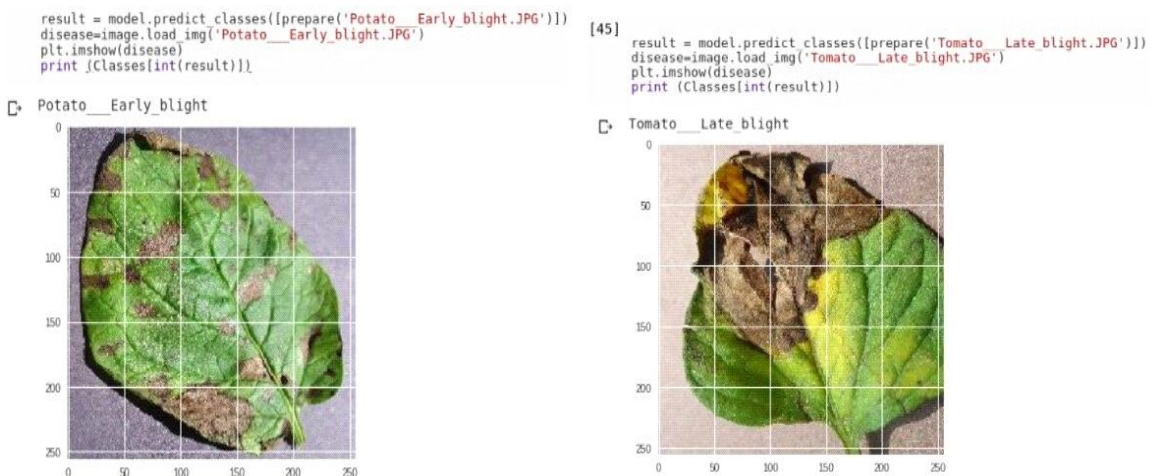 result = model.predict_classes([prepare('Potato___Early_blight.JPG')])
disease=image.load_img('Potato___Early_blight.JPG')
plt.imshow(disease)
print (Classes[int(result)])
Potato___Early_blight
0
50
100
150
200
250
0 50 100 150 200 250
[45]
result = model.predict_classes([prepare('Tomato___Late_blight.JPG')])
disease=image.load_img('Tomato___Late_blight.JPG')
plt.imshow(disease)
print (Classes[int(result)])
Tomato___Late_blight
0
50
100
150
200
250
0 50 100 150 200 250